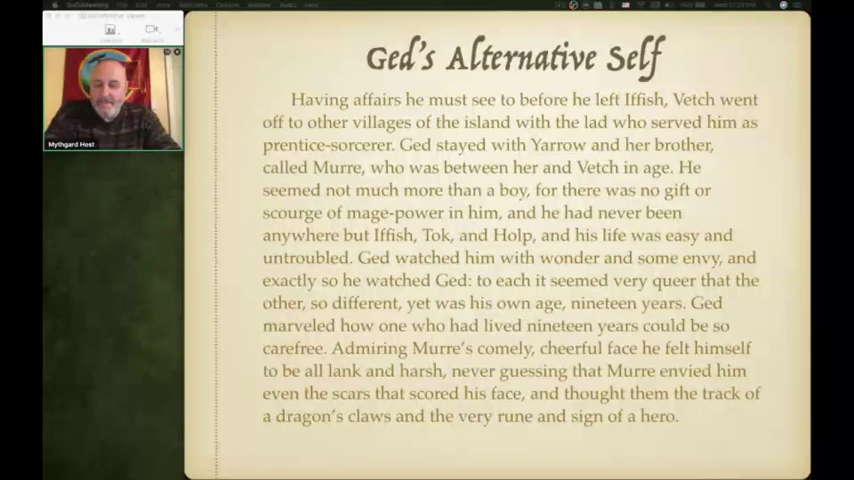 Ged's Alternative Self
Having affairs he must see to before he left Iffish, Vetch went
off to other villages of the island with the lad who served him as
prentice-sorcerer. Ged stayed with Yarrow and her brother,
called Murre, who was between her and Vetch in age. He
seemed not much more than a boy, for there was no gift or
scourge of mage-power in him, and he had never been
anywhere but Iffish, Tok, and Holp, and his life was easy and
untroubled. Ged watched him with wonder and some envy, and
exactly so he watched Ged: to each it seemed very queer that the
other, so different, yet was his own age, nineteen years. Ged
marveled how one who had lived nineteen years could be so
carefree. Admiring Murre's comely, cheerful face he felt himself
to be all lank and harsh, never guessing that Murre envied him
even the scars that scored his face, and thought them the track of
a dragon's claws and the very rune and sign of a hero.
Mythgard Host